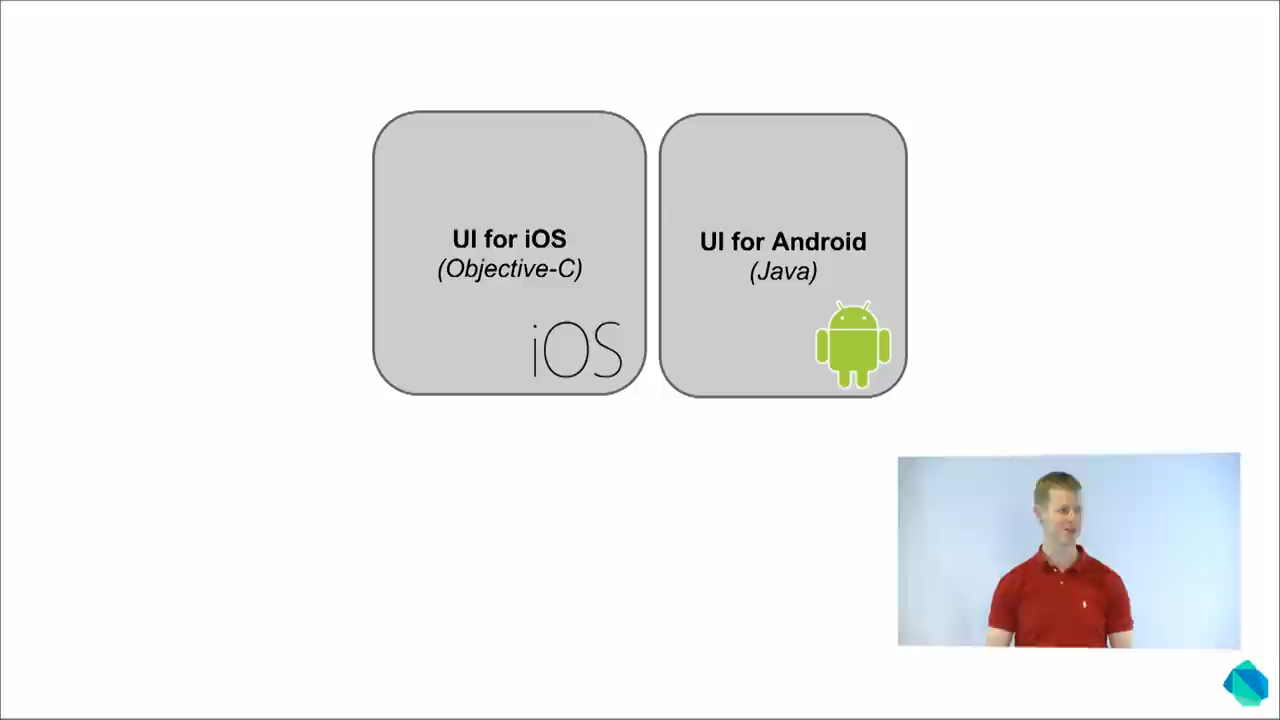 UI for iOS
(Objective-C)
iOS
UI for Android
(Java)